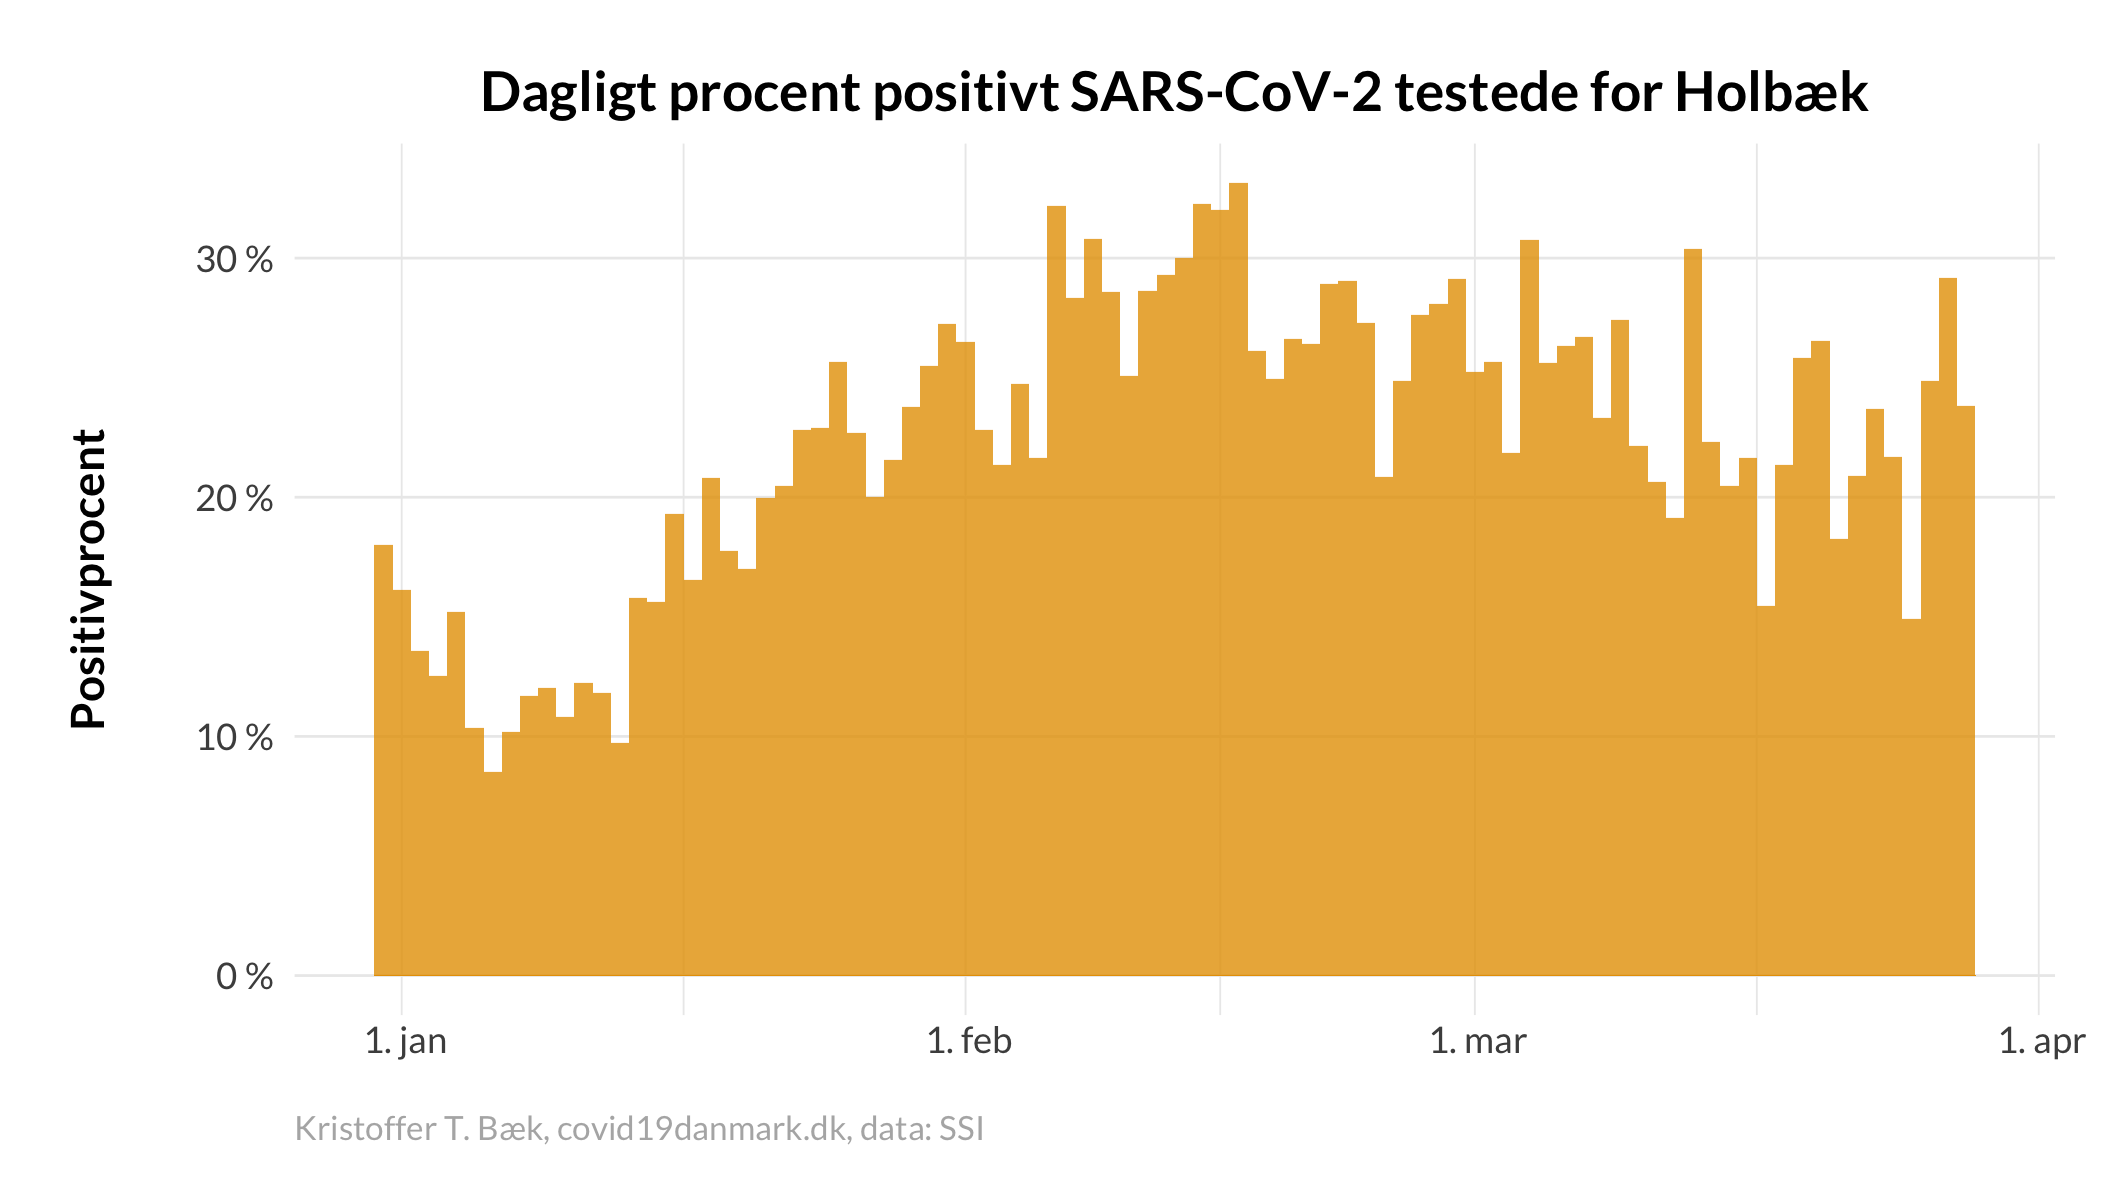 Dagligt procent positivt SARS-CoV-2 testede for Holbæk
Positivprocent
30 %
20 %
10 %
0 %
1. jan
1. feb
1. mar
1. apr
Kristoffer T. Bæk, covid19danmark.dk, data: SSI